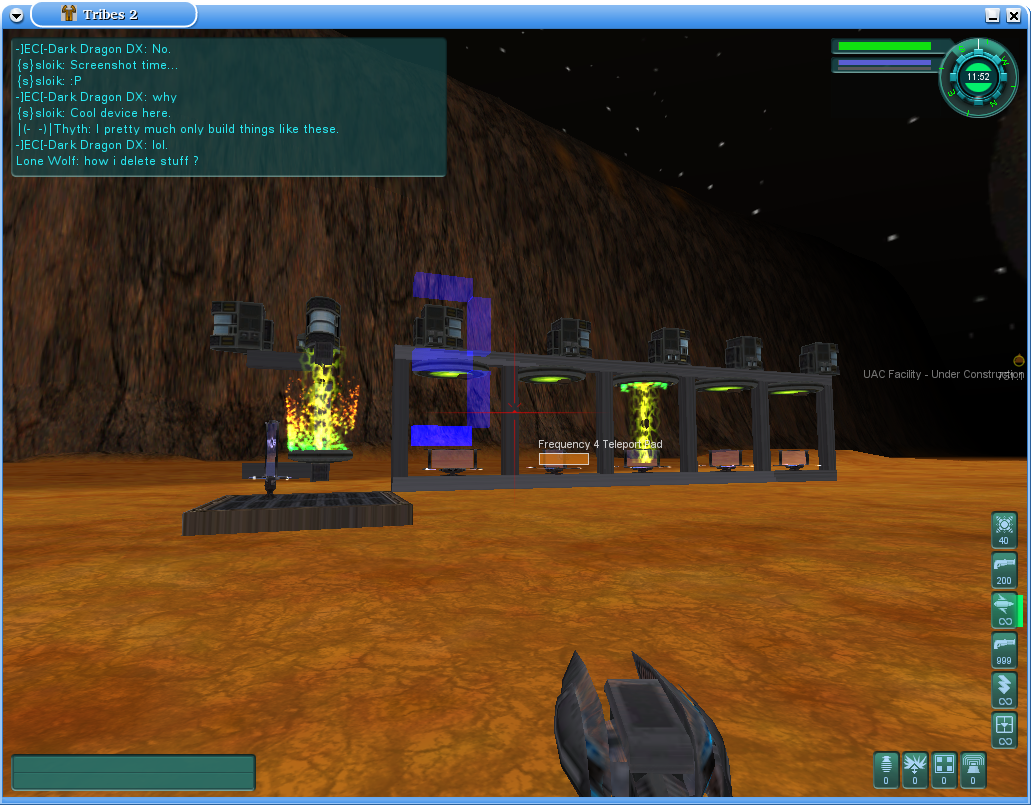 Tribes 2
-]EC[-Dark Dragon DX: No.
{s}sloik: Screenshot time...
{s}sloik: :P
-]EC[-Dark Dragon DX: why
{s}sloik: Cool device here.
|(- -)|Thyth: I pretty much only build things like these.
-]EC[-Dark Dragon DX: lol.
Lone Wolf: how i delete stuff ?
11:52
S
W
E
N
UAC Facility - Under Construction
Frequency 4 Teleport Pad
40
200
∞
999
∞
∞
0
0
0
0